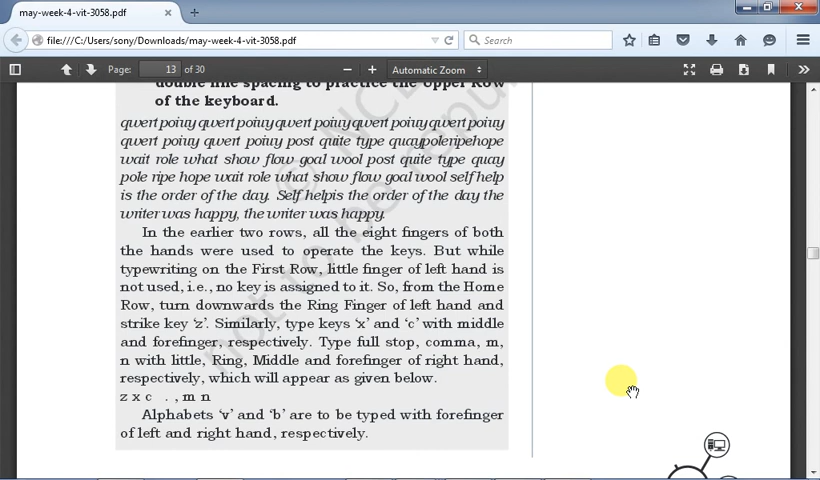 may-week-4-vit-3058.pdf
file:///C:/Users/sony/Downloads/may-week-4-vit-3058.pdf
Search
Page: 13 of 30
Automatic Zoom
double line spacing to practice the Upper Row
of the keyboard.
qwert poiuy qwert poiuy qwert poiuy qwert poiuy qwert poiuy
qwert poiuy qwert poiuy post quite type quaypoleripehope
wait role what show flow goal wool post quite type quay
pole ripe hope wait role what show flow goal wool self help
is the order of the day. Self helpis the order of the day the
writer was happy, the writer was happy.
In the earlier two rows, all the eight fingers of both
the hands were used to operate the keys. But while
typewriting on the First Row, little finger of left hand is
not used, i.e., no key is assigned to it. So, from the Home
Row, turn downwards the Ring Finger of left hand and
strike key ‘z’. Similarly, type keys ‘x’ and ‘c’ with middle
and forefinger, respectively. Type full stop, comma, m,
n with little, Ring, Middle and forefinger of right hand,
respectively, which will appear as given below.
z x c . , m n
Alphabets ‘v’ and ‘b’ are to be typed with forefinger
of left and right hand, respectively.